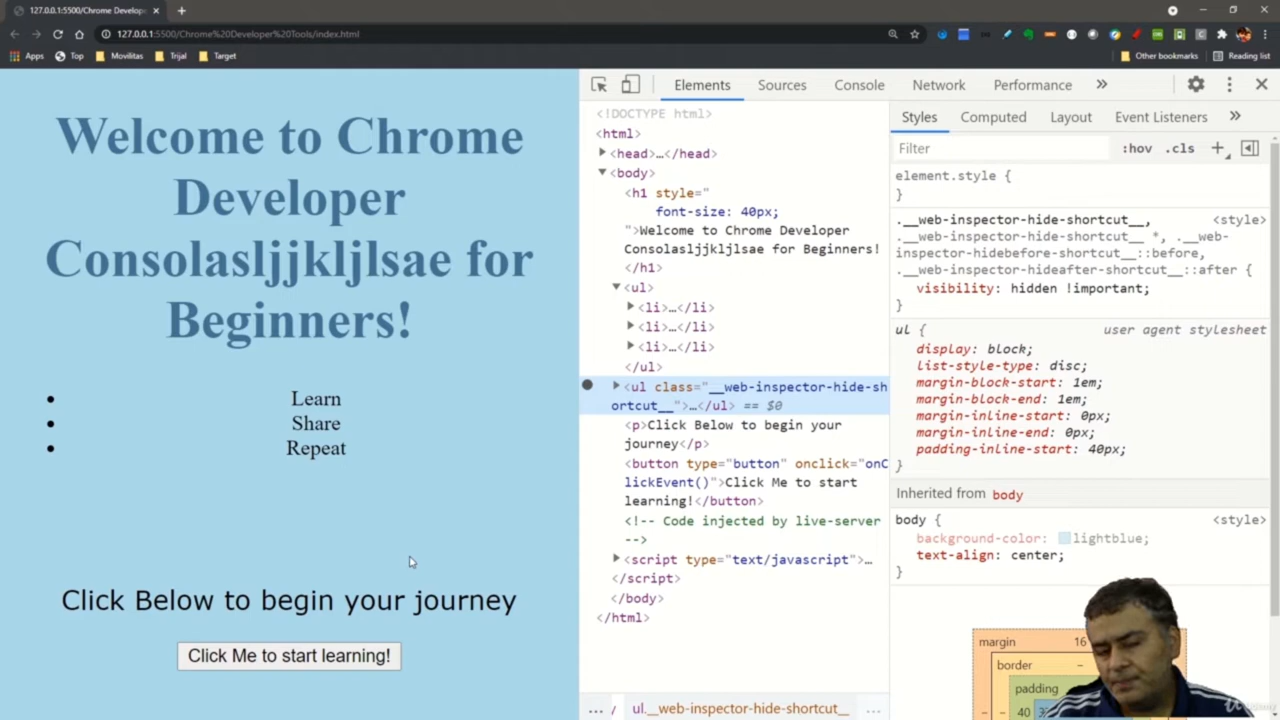 127.0.0.1:5500/Chrome Develope
127.0.0.1:5500/Chrome%20Developer%20Tools/index.html
Apps Top Movilitas Trijal Target Other bookmarks Reading list
Welcome to Chrome
Developer
Consolasljjkljlsae for
Beginners!
Learn
Share
Repeat
Click Below to begin your journey
Click Me to start learning!
Elements Sources Console Network Performance
<!DOCTYPE html>
<html>
<head>…</head>
<body>
<h1 style="
font-size: 40px;
">Welcome to Chrome Developer
Consolasljjkljlsae for Beginners!
</h1>
<ul>
<li>…</li>
<li>…</li>
<li>…</li>
</ul>
<ul class="__web-inspector-hide-sh
ortcut__">…</ul> == $0
<p>Click Below to begin your
journey</p>
<button type="button" onclick="onC
lickEvent()">Click Me to start
learning!</button>
<!-- Code injected by live-server
-->
<script type="text/javascript">…
</script>
</body>
</html>
… / ul.__web-inspector-hide-shortcut__ …
Styles Computed Layout Event Listeners
Filter :hov .cls
element.style {
}
.__web-inspector-hide-shortcut__, <style>
.__web-inspector-hide-shortcut__ *, .__web-
inspector-hidebefore-shortcut__::before,
.__web-inspector-hideafter-shortcut__::after {
visibility: hidden !important;
}
ul { user agent stylesheet
display: block;
list-style-type: disc;
margin-block-start: 1em;
margin-block-end: 1em;
margin-inline-start: 0px;
margin-inline-end: 0px;
padding-inline-start: 40px;
}
Inherited from body
body { <style>
background-color: lightblue;
text-align: center;
}
margin 16
border –
padding
– – 40